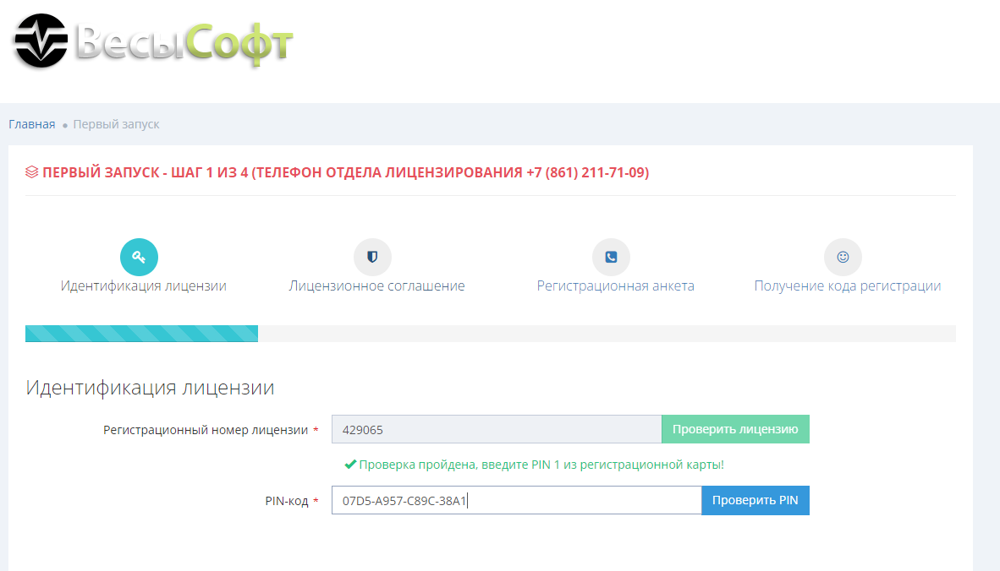 ВесыСофт
Главная • Первый запуск
ПЕРВЫЙ ЗАПУСК - ШАГ 1 ИЗ 4 (ТЕЛЕФОН ОТДЕЛА ЛИЦЕНЗИРОВАНИЯ +7 (861) 211-71-09)
Идентификация лицензии Лицензионное соглашение Регистрационная анкета Получение кода регистрации
Идентификация лицензии
Регистрационный номер лицензии * 429065 Проверить лицензию
Проверка пройдена, введите PIN 1 из регистрационной карты!
PIN-код * 07D5-A957-C89C-38A1 Проверить PIN